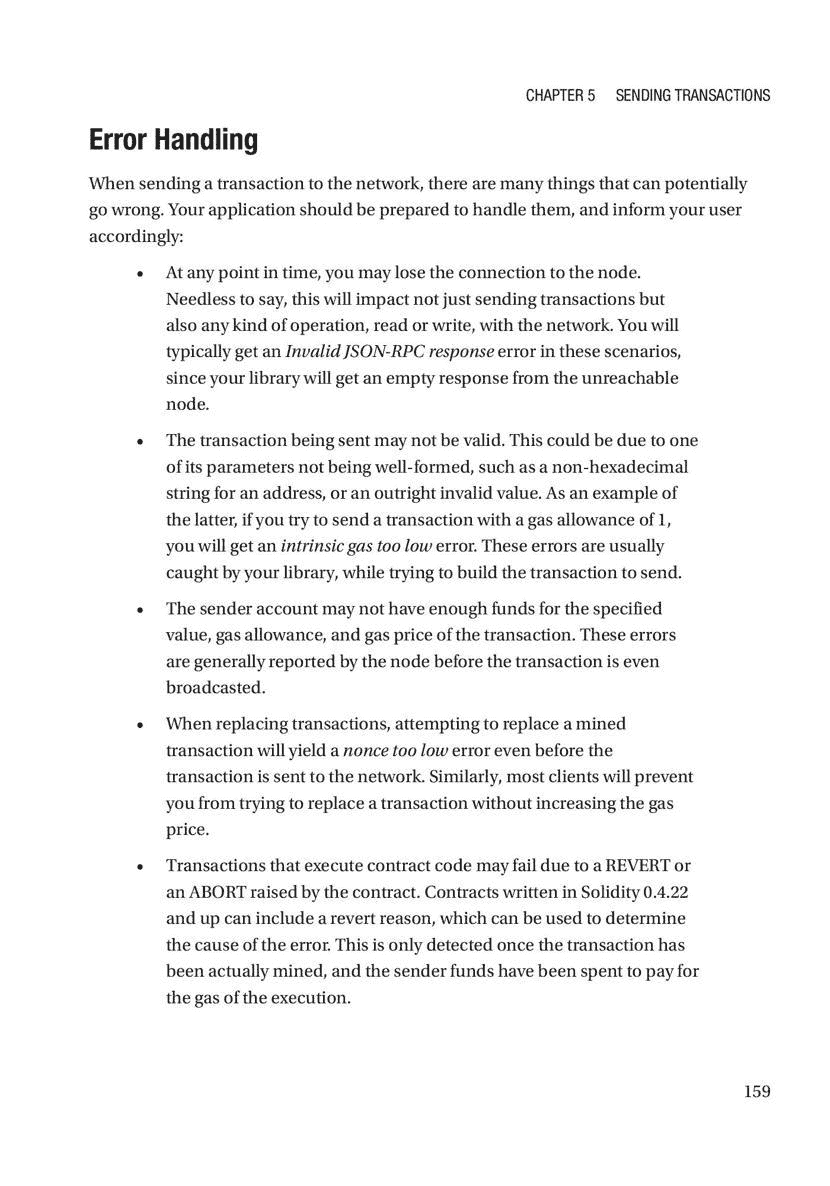 CHAPTER 5 SENDING TRANSACTIONS
Error Handling
When sending a transaction to the network, there are many things that can potentially
go wrong. Your application should be prepared to handle them, and inform your user
accordingly:
• At any point in time, you may lose the connection to the node.
Needless to say, this will impact not just sending transactions but
also any kind of operation, read or write, with the network. You will
typically get an Invalid JSON-RPC response error in these scenarios,
since your library will get an empty response from the unreachable
node.
• The transaction being sent may not be valid. This could be due to one
of its parameters not being well-formed, such as a non-hexadecimal
string for an address, or an outright invalid value. As an example of
the latter, if you try to send a transaction with a gas allowance of 1,
you will get an intrinsic gas too low error. These errors are usually
caught by your library, while trying to build the transaction to send.
• The sender account may not have enough funds for the specified
value, gas allowance, and gas price of the transaction. These errors
are generally reported by the node before the transaction is even
broadcasted.
• When replacing transactions, attempting to replace a mined
transaction will yield a nonce too low error even before the
transaction is sent to the network. Similarly, most clients will prevent
you from trying to replace a transaction without increasing the gas
price.
• Transactions that execute contract code may fail due to a REVERT or
an ABORT raised by the contract. Contracts written in Solidity 0.4.22
and up can include a revert reason, which can be used to determine
the cause of the error. This is only detected once the transaction has
been actually mined, and the sender funds have been spent to pay for
the gas of the execution.
159